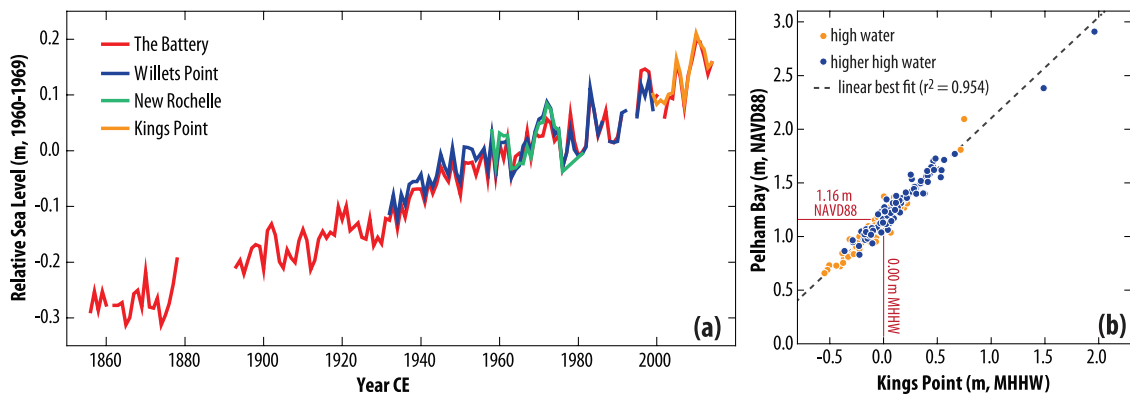 0.2
0.1
0.0
-0.1
-0.2
-0.3
Relative Sea Level (m, 1960-1969)
The Battery
Willets Point
New Rochelle
Kings Point
(a)
1860
1880
1900
1920
1940
1960
1980
2000
Year CE
3.0
2.5
2.0
1.5
1.0
0.5
0.0
Pelham Bay (m, NAVD88)
high water
higher high water
linear best fit (r² = 0.954)
1.16 m
NAVD88
0.00 m MHHW
(b)
-0.5
0.0
0.5
1.0
1.5
2.0
Kings Point (m, MHHW)